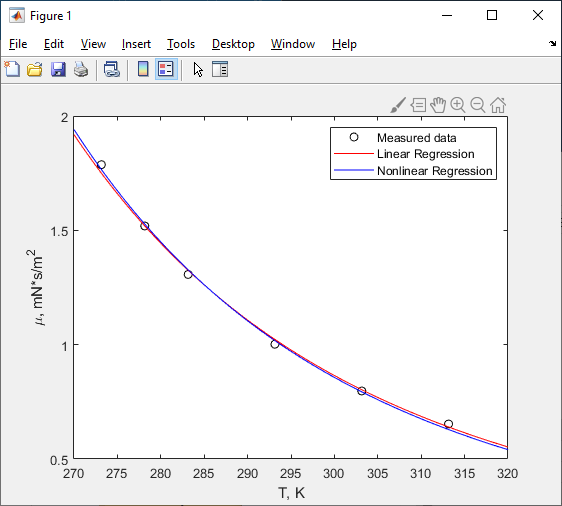 Figure 1
File Edit View Insert Tools Desktop Window Help
2
Measured data
Linear Regression
Nonlinear Regression
1.5
μ, mN*s/m²
1
0.5
270 275 280 285 290 295 300 305 310 315 320
T, K